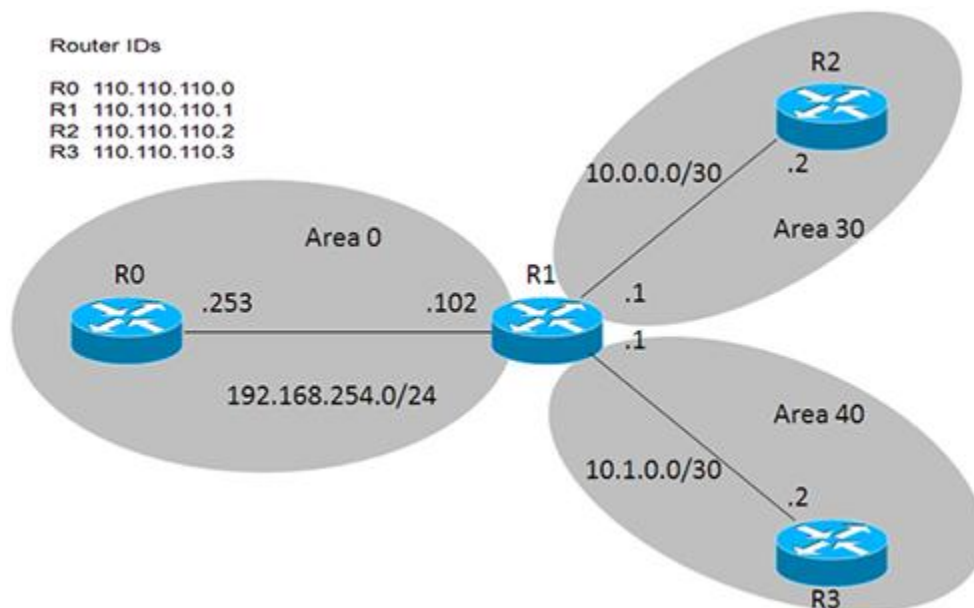 Router IDs
R0 110.110.110.0
R1 110.110.110.1
R2 110.110.110.2
R3 110.110.110.3
R2
10.0.0.0/30
.2
Area 30
Area 0
R0
R1
.253
.102
.1
.1
192.168.254.0/24
Area 40
10.1.0.0/30
.2
R3